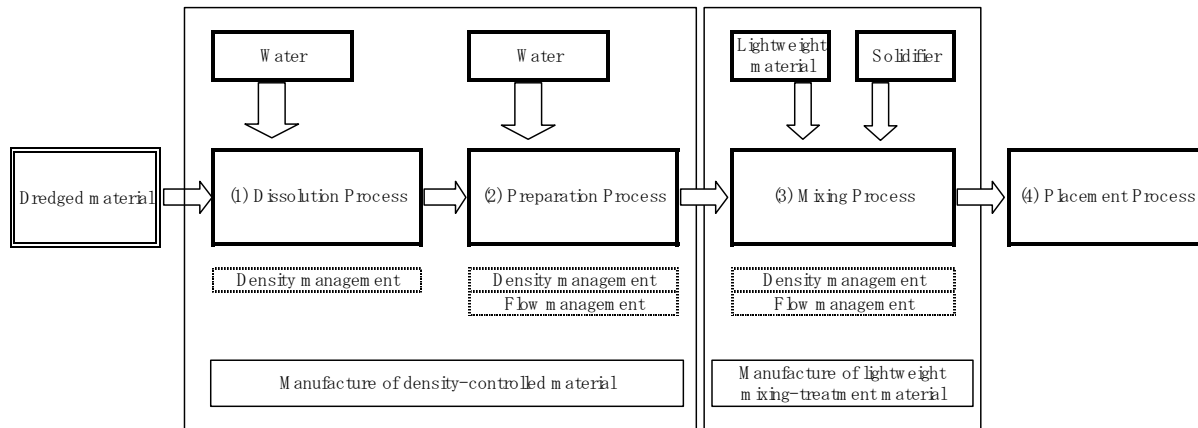 Water
Water
Lightweight
material
Solidifier
Dredged material
(1) Dissolution Process
(2) Preparation Process
(3) Mixing Process
(4) Placement Process
Density management
Density management
Flow management
Density management
Flow management
Manufacture of density-controlled material
Manufacture of lightweight
mixing-treatment material